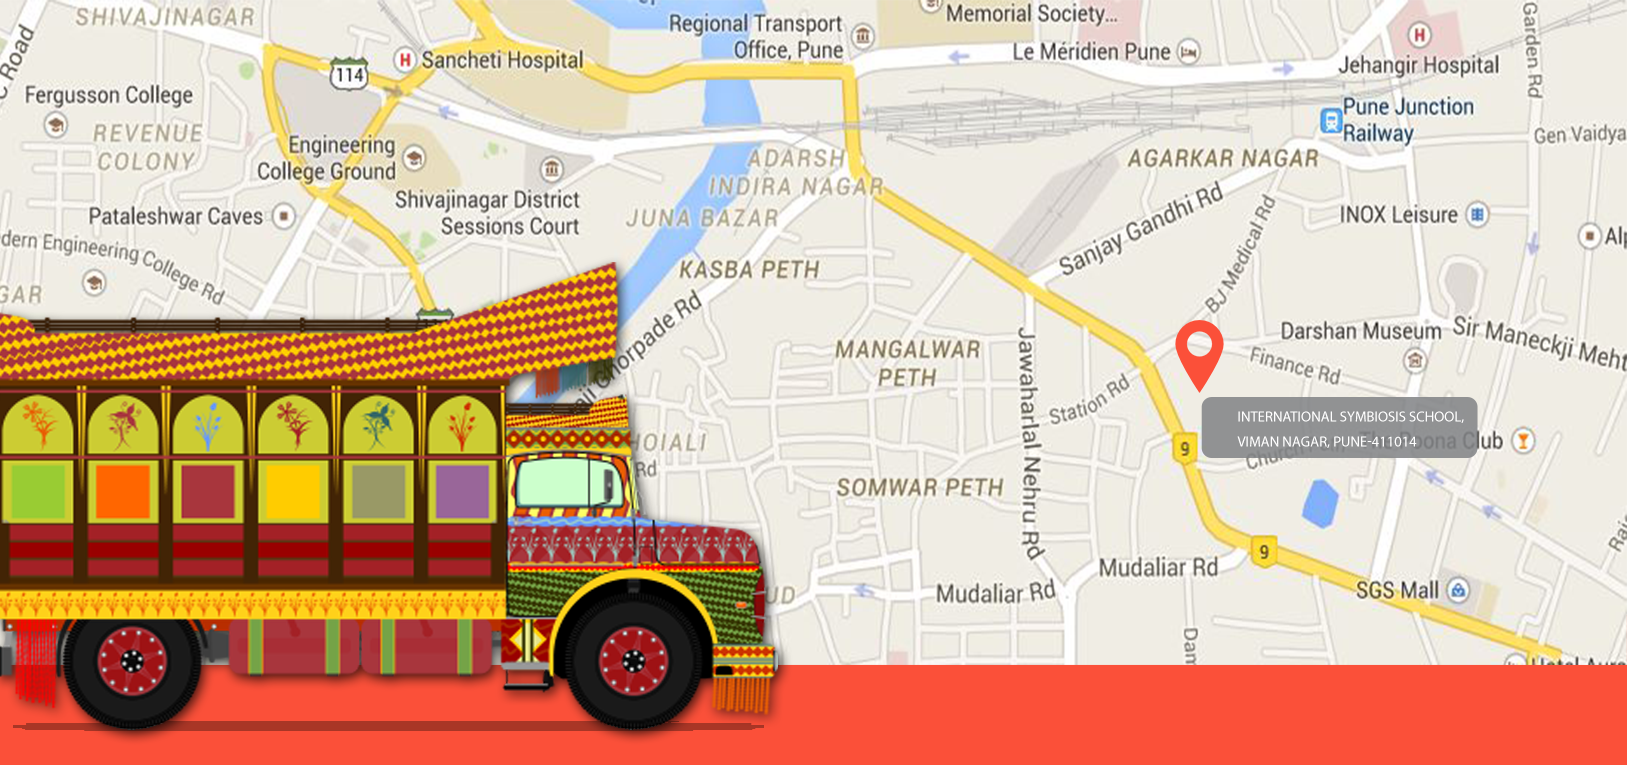 SHIVAJINAGAR
Regional Transport
Office, Pune
Memorial Society...
Le Méridien Pune
Jehangir Hospital
Garden Rd
114
Sancheti Hospital
Road
Fergusson College
REVENUE
COLONY
Engineering
College Ground
Pune Junction
Railway
Gen Vaidya
ADARSH
INDIRA NAGAR
AGARKAR NAGAR
Pataleshwar Caves
Shivajinagar District
Sessions Court
JUNA BAZAR
Sanjay Gandhi Rd
BJ Medical Rd
INOX Leisure
Alp
dern Engineering College Rd
GAR
KASBA PETH
Ghorpade Rd
MANGALWAR
PETH
Jawaharlal Nehru Rd
Station Rd
Darshan Museum
Sir Maneckji Meht
Finance Rd
INTERNATIONAL SYMBIOSIS SCHOOL,
VIMAN NAGAR, PUNE-411014
Club
Church
HOIALI
Rd
9
SOMWAR PETH
9
Mudaliar Rd
Mudaliar Rd
UD
SGS Mall
Dam